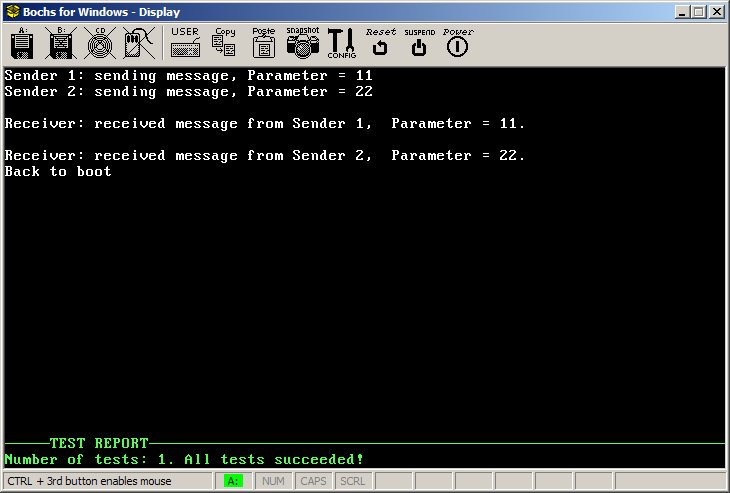 Bochs for Windows - Display
A: B: CD USER Copy Paste snapshot CONFIG Reset SUSPEND Power
Sender 1: sending message, Parameter = 11
Sender 2: sending message, Parameter = 22
Receiver: received message from Sender 1,  Parameter = 11.
Receiver: received message from Sender 2,  Parameter = 22.
Back to boot
TEST REPORT
Number of tests: 1. All tests succeeded!
CTRL + 3rd button enables mouse A: NUM CAPS SCRL